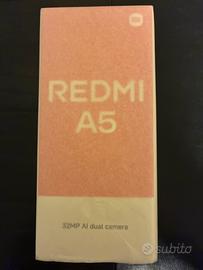 REDMI
A5
32MP AI dual camera
subito